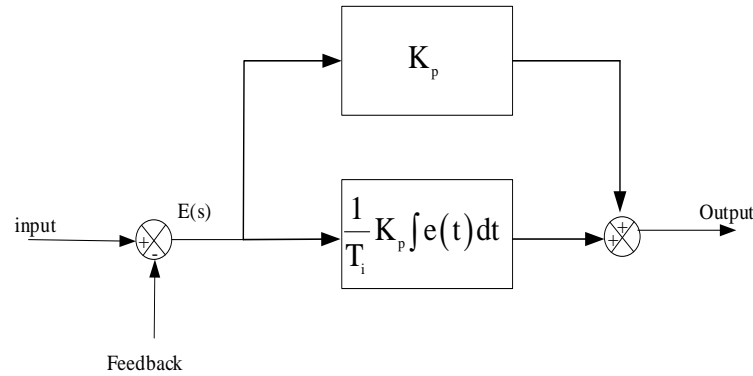 K_p
E(s)
input
+
-
1/T_i K_p ∫ e(t) dt
+
+
Output
Feedback